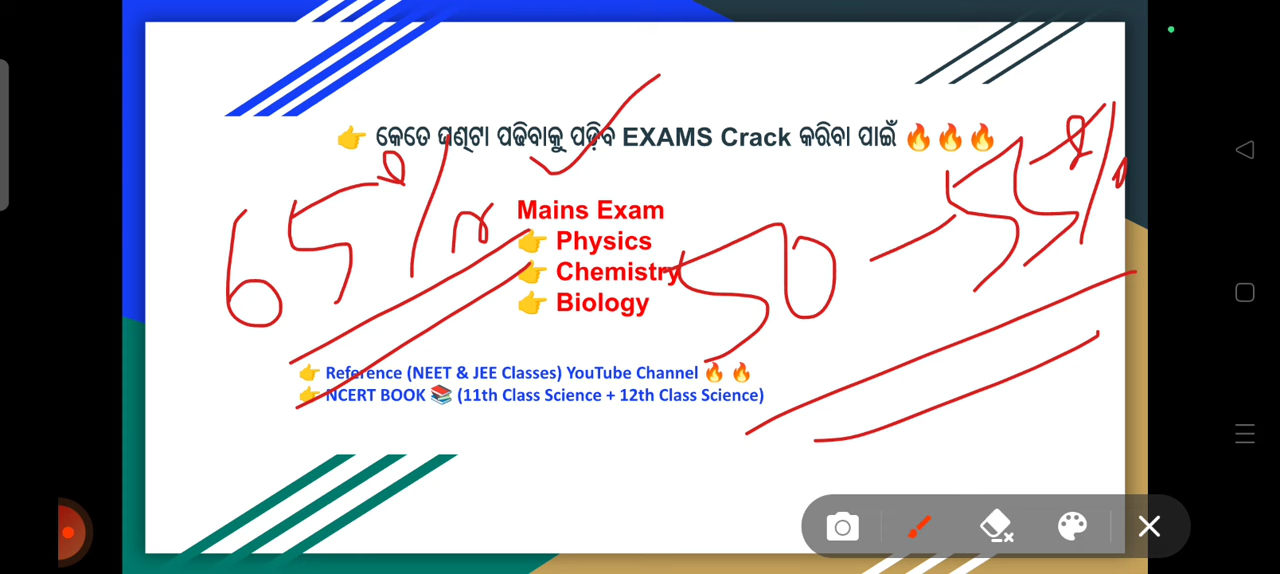 👉 କେତେ ଘଣ୍ଟା ପଢିବାକୁ ପଡ଼ିବ EXAMS Crack କରିବା ପାଇଁ 🔥🔥🔥
65%
Mains Exam
👉 Physics
👉 Chemistry
👉 Biology
50 - 55%
👉 Reference (NEET & JEE Classes) YouTube Channel 🔥 🔥
👉 NCERT BOOK 📚 (11th Class Science + 12th Class Science)